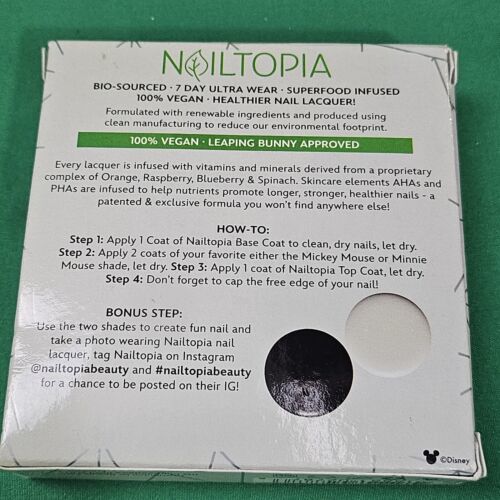 NAILTOPIA
BIO-SOURCED · 7 DAY ULTRA WEAR · SUPERFOOD INFUSED
100% VEGAN · HEALTHIER NAIL LACQUER!
Formulated with renewable ingredients and produced using
clean manufacturing to reduce our environmental footprint.
100% VEGAN · LEAPING BUNNY APPROVED
Every lacquer is infused with vitamins and minerals derived from a proprietary
complex of Orange, Raspberry, Blueberry & Spinach. Skincare elements AHAs and
PHAs are infused to help nutrients promote longer, stronger, healthier nails - a
patented & exclusive formula you won't find anywhere else!
HOW-TO:
Step 1: Apply 1 Coat of Nailtopia Base Coat to clean, dry nails, let dry.
Step 2: Apply 2 coats of your favorite either the Mickey Mouse or Minnie
Mouse shade, let dry. Step 3: Apply 1 coat of Nailtopia Top Coat, let dry.
Step 4: Don't forget to cap the free edge of your nail!
BONUS STEP:
Use the two shades to create fun nail and
take a photo wearing Nailtopia nail
lacquer, tag Nailtopia on Instagram
@nailtopiabeauty and #nailtopiabeauty
for a chance to be posted on their IG!
©Disney